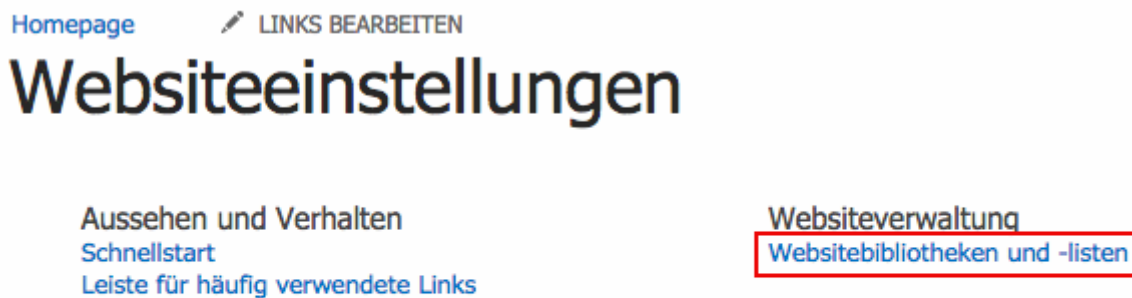 Homepage LINKS BEARBEITEN
Websiteeinstellungen
Aussehen und Verhalten
Schnellstart
Leiste für häufig verwendete Links
Websiteverwaltung
Websitebibliotheken und -listen